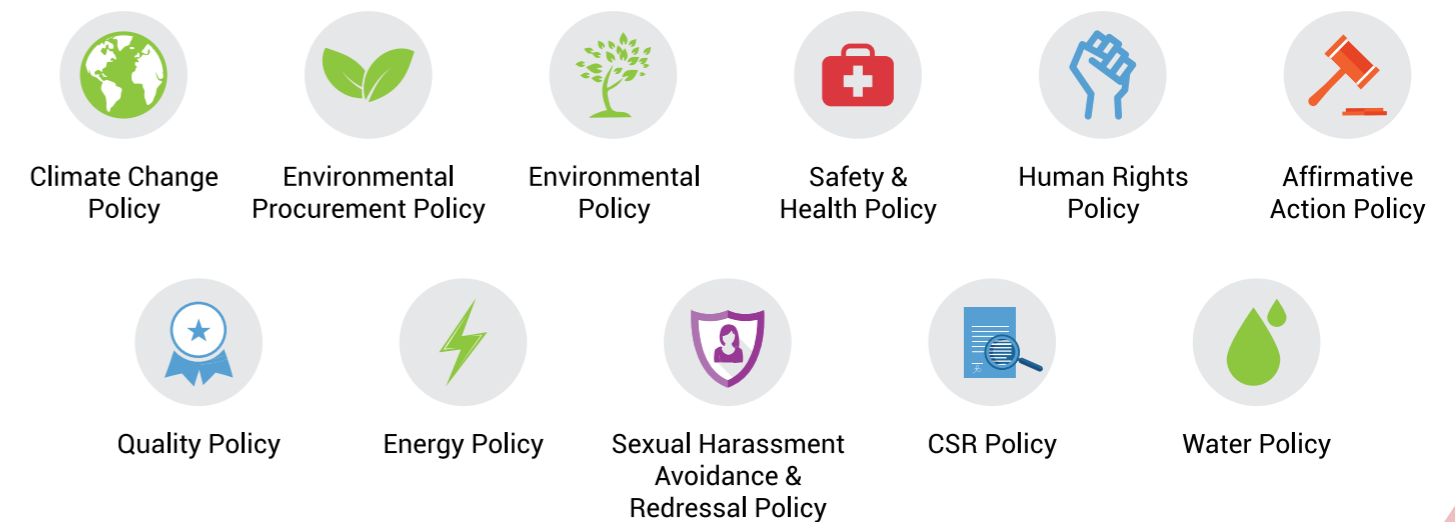 Climate Change
Policy
Environmental
Procurement Policy
Environmental
Policy
Safety &
Health Policy
Human Rights
Policy
Affirmative
Action Policy
Quality Policy
Energy Policy
Sexual Harassment
Avoidance &
Redressal Policy
CSR Policy
Water Policy